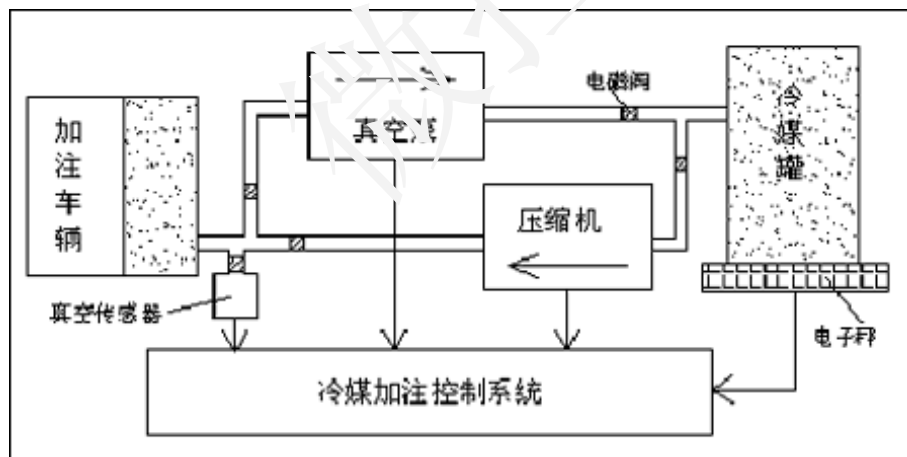 电磁阀
冷媒罐
加注车辆
真空泵
压缩机
真空传感器
电子秤
冷媒加注控制系统